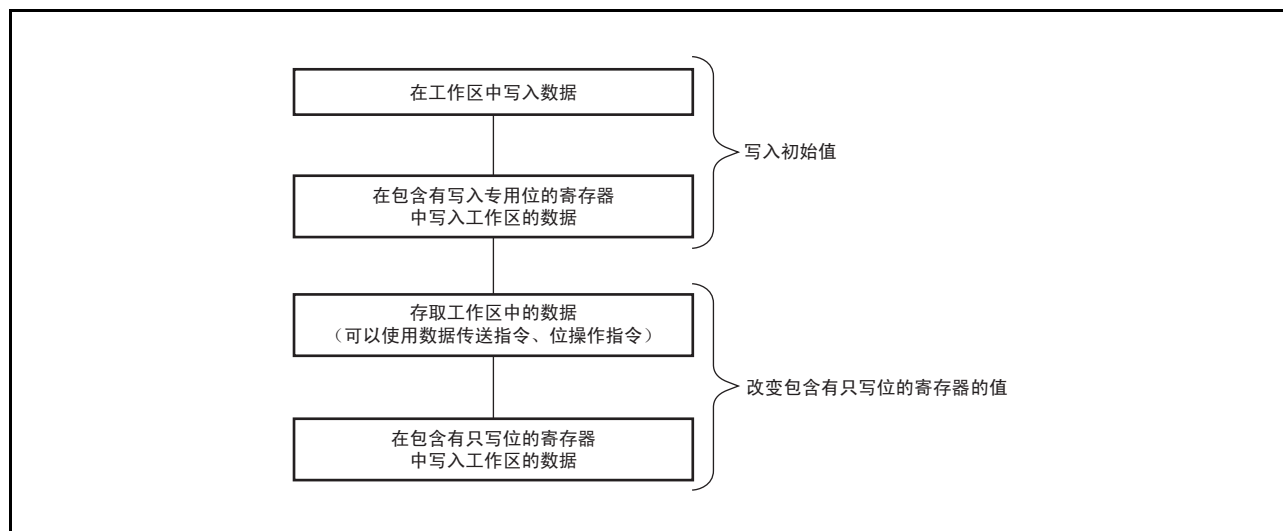 在工作区中写入数据
写入初始值
在包含有写入专用位的寄存器
中写入工作区的数据
存取工作区中的数据
（可以使用数据传送指令、位操作指令）
改变包含有只写位的寄存器的值
在包含有只写位的寄存器
中写入工作区的数据